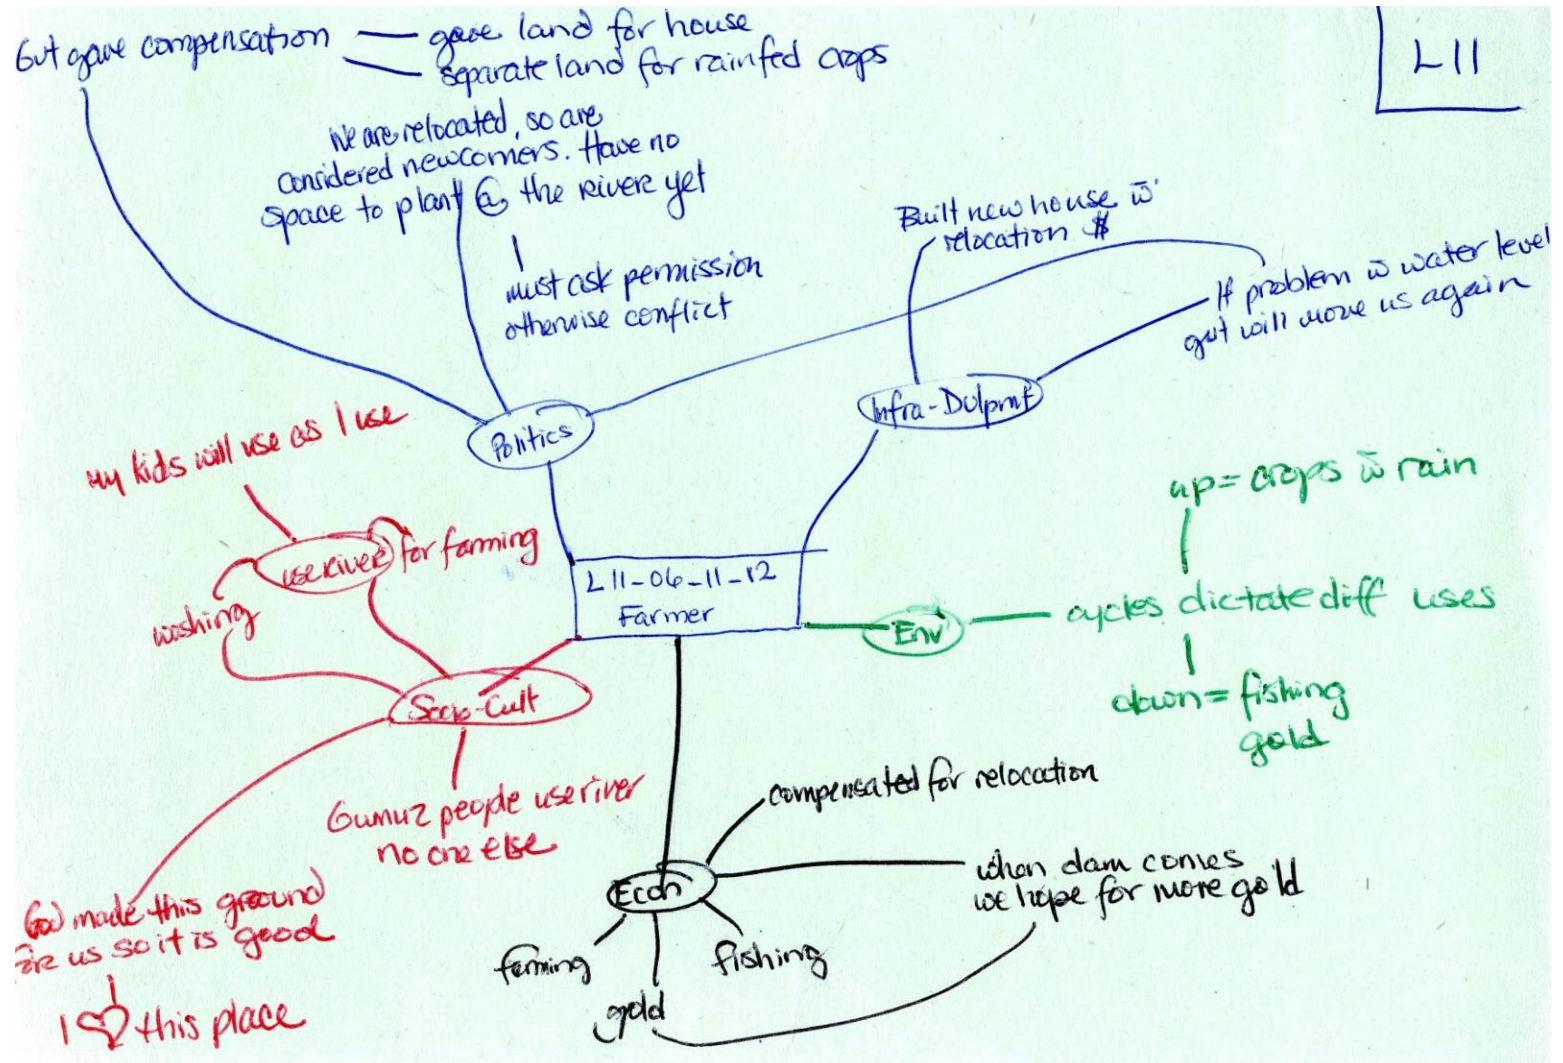 Gvt gave compensation
gave land for house
separate land for rainfed crops
L11
We are relocated, so are
considered newcomers. Have no
space to plant @ the river yet
must ask permission
otherwise conflict
Built new house w̄
relocation $
If problem w̄ water level
gvt will move us again
Politics
Infra-Dvlpmt
My kids will use as I use
use river
for farming
washing
L11-06-11-12
Farmer
Env
up = crops w̄ rain
cycles dictate diff uses
down = fishing
gold
Socio-Cult
Gumuz people use river
no one else
God made this ground
for us so it is good
I ♡ this place
Econ
compensated for relocation
when dam comes
we hope for more gold
farming
gold
fishing